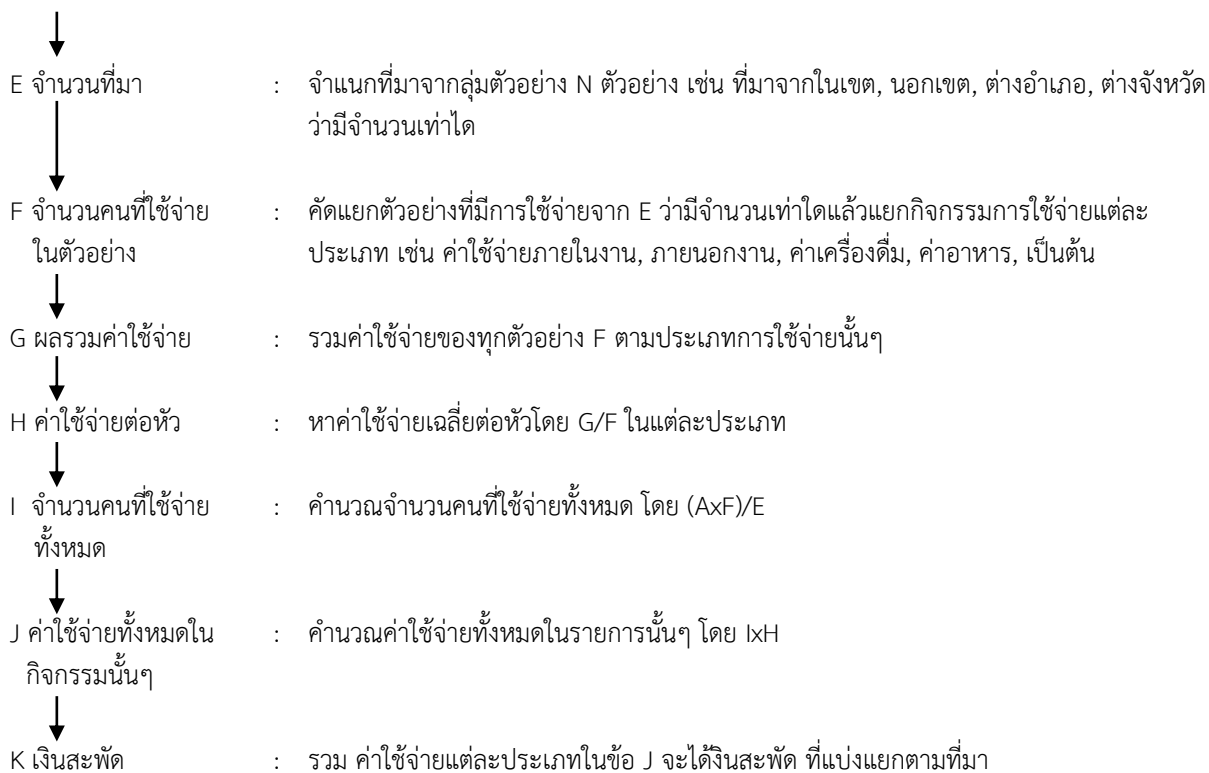 E จำนวนที่มา : จำแนกที่มาจากลุ่มตัวอย่าง N ตัวอย่าง เช่น ที่มาจากในเขต, นอกเขต, ต่างอำเภอ, ต่างจังหวัด
ว่ามีจำนวนเท่าได
F จำนวนคนที่ใช้จ่าย : คัดแยกตัวอย่างที่มีการใช้จ่ายจาก E ว่ามีจำนวนเท่าใดแล้วแยกกิจกรรมการใช้จ่ายแต่ละ
ในตัวอย่าง ประเภท เช่น ค่าใช้จ่ายภายในงาน, ภายนอกงาน, ค่าเครื่องดื่ม, ค่าอาหาร, เป็นต้น
G ผลรวมค่าใช้จ่าย : รวมค่าใช้จ่ายของทุกตัวอย่าง F ตามประเภทการใช้จ่ายนั้นๆ
H ค่าใช้จ่ายต่อหัว : หาค่าใช้จ่ายเฉลี่ยต่อหัวโดย G/F ในแต่ละประเภท
I จำนวนคนที่ใช้จ่าย : คำนวณจำนวนคนที่ใช้จ่ายทั้งหมด โดย (AxF)/E
ทั้งหมด
J ค่าใช้จ่ายทั้งหมดใน : คำนวณค่าใช้จ่ายทั้งหมดในรายการนั้นๆ โดย IxH
กิจกรรมนั้นๆ
K เงินสะพัด : รวม ค่าใช้จ่ายแต่ละประเภทในข้อ J จะได้งินสะพัด ที่แบ่งแยกตามที่มา